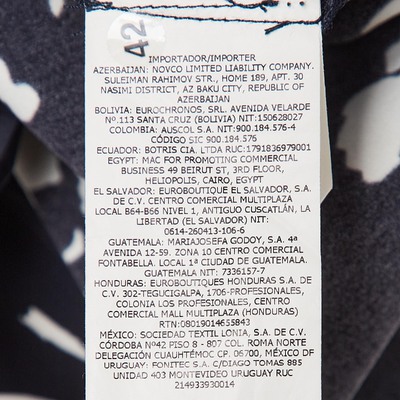 42
IMPORTADOR/IMPORTER
AZERBAIJAN: NOVCO LIMITED LIABILITY COMPANY.
SULEIMAN RAHIMOV STR., HOME 189, APT. 30
NASIMI DISTRICT, AZ BAKU CITY, REPUBLIC OF
AZERBAIJAN
BOLIVIA: EUROCHRONOS, SRL. AVENIDA VELARDE
Nº.113 SANTA CRUZ (BOLIVIA) NIT:150628027
COLOMBIA: AUSCOL S.A. NIT:900.184.576-4
CÓDIGO SIC 900.184.576
ECUADOR: BOTRIS CIA. LTDA RUC:1791836979001
EGYPT: MAC FOR PROMOTING COMMERCIAL
BUSINESS 49 BEIRUT ST, 3RD FLOOR,
HELIOPOLIS, CAIRO, EGYPT
EL SALVADOR: EUROBOUTIQUE EL SALVADOR, S.A.
DE C.V. CENTRO COMERCIAL MULTIPLAZA
LOCAL B64-B66 NIVEL 1, ANTIGUO CUSCATLÁN, LA
LIBERTAD (EL SALVADOR) NIT:
0614-260413-106-6
GUATEMALA: MARIAJOSEFA GODOY, S.A. 4ª
AVENIDA 12-59. ZONA 10 CENTRO COMERCIAL
FONTABELLA. LOCAL 1ª CIUDAD DE GUATEMALA.
GUATEMALA NIT: 7336157-7
HONDURAS: EUROBOUTIQUES HONDURAS S.A. DE
C.V. 302-TEGUCIGALPA, 1706-PROFESIONALES,
COLONIA LOS PROFESIONALES, CENTRO
COMERCIAL MALL MULTIPLAZA (HONDURAS)
RTN:08019014655843
MÉXICO: SOCIEDAD TEXTIL LONIA, S.A. DE C.V.
CÓRDOBA Nº42 PISO 8 - 807 COL. ROMA NORTE
DELEGACIÓN CUAUHTÉMOC CP. 06700, MÉXICO DF
URUGUAY: FONITEC S.A. C/DIAGO TOMAS 885
UNIDAD 403 MONTEVIDEO URUGUAY RUC
214933930014